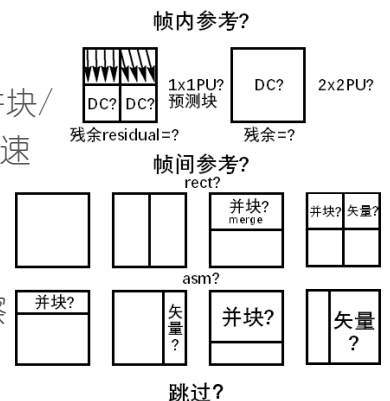 帧内参考?
DC? DC?
1x1PU?
预测块
DC?
2x2PU?
并块/
残余residual=?
残余=?
速
帧间参考?
rect?
并块?
merge
并块? 矢量?
asm?
并块?
矢量?
并块?
矢量?
跳过?